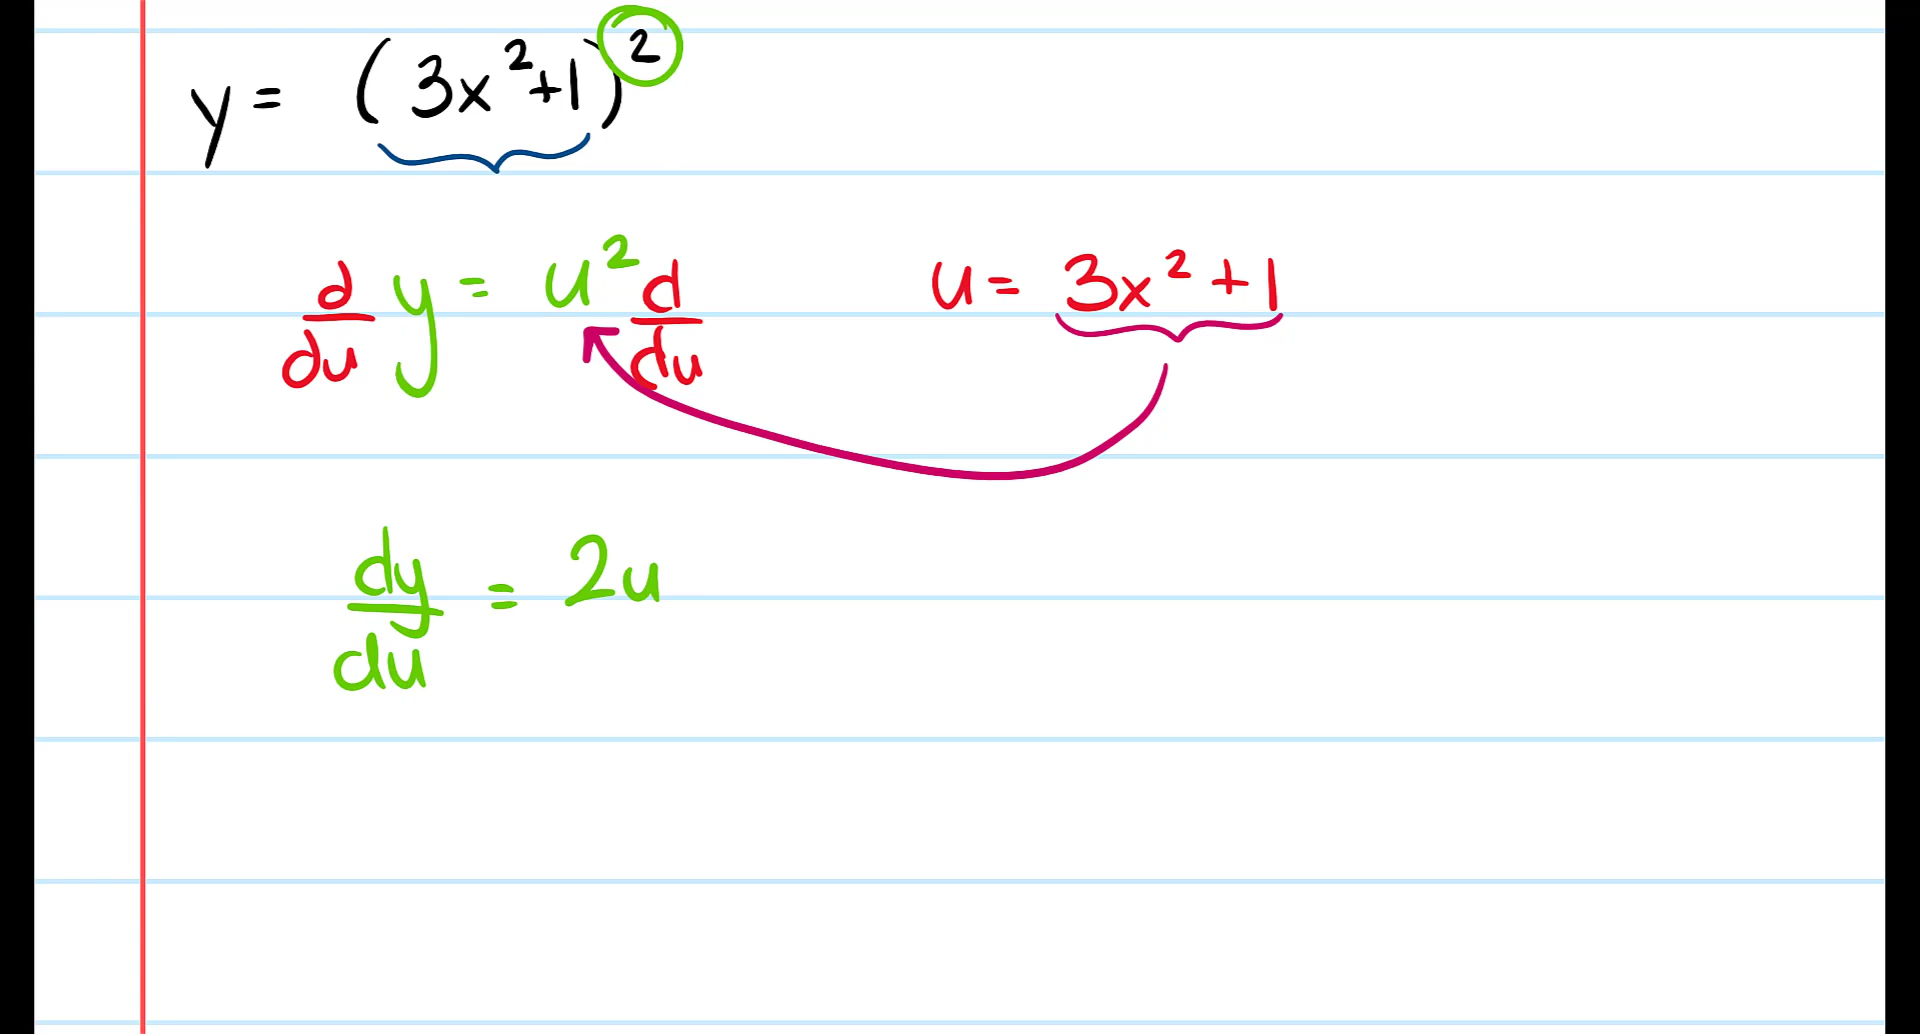 y = (3x²+1)²
d/du y = u² d/du u = 3x² + 1
dy/du = 2u